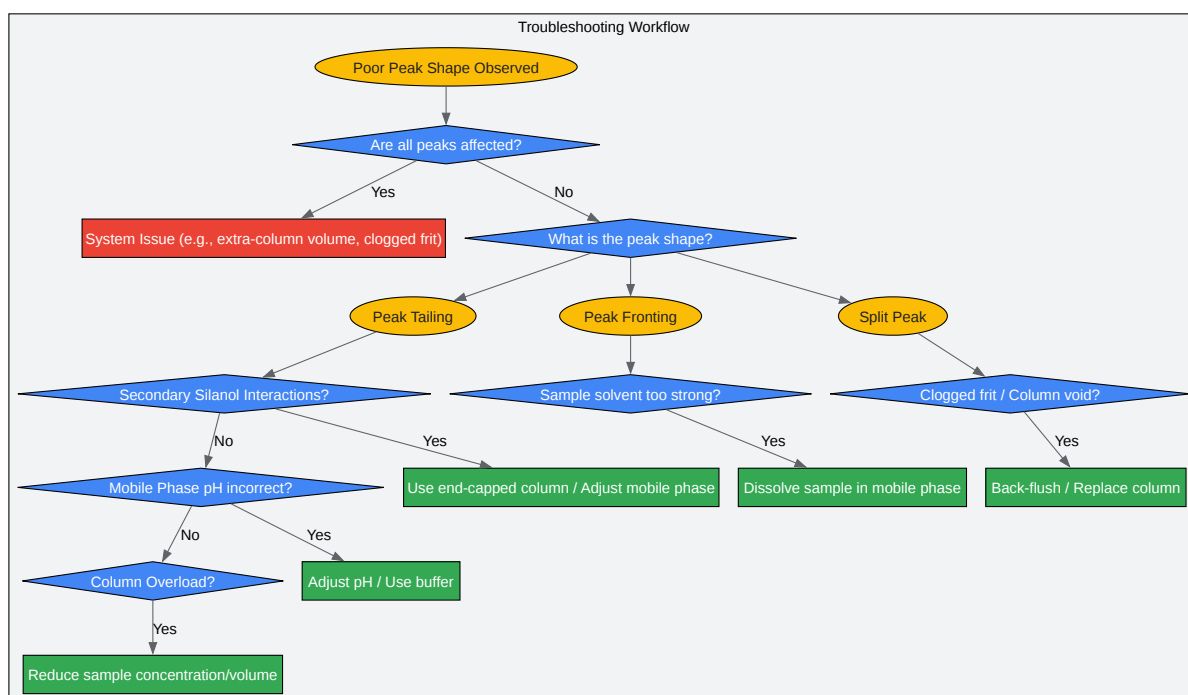 Troubleshooting Workflow
Poor Peak Shape Observed
Are all peaks affected?
Yes
No
System Issue (e.g., extra-column volume, clogged frit)
What is the peak shape?
Peak Tailing
Peak Fronting
Split Peak
Secondary Silanol Interactions?
Sample solvent too strong?
Clogged frit / Column void?
No
Yes
Yes
Yes
Mobile Phase pH incorrect?
Use end-capped column / Adjust mobile phase
Dissolve sample in mobile phase
Back-flush / Replace column
No
Yes
Column Overload?
Adjust pH / Use buffer
Yes
Reduce sample concentration/volume